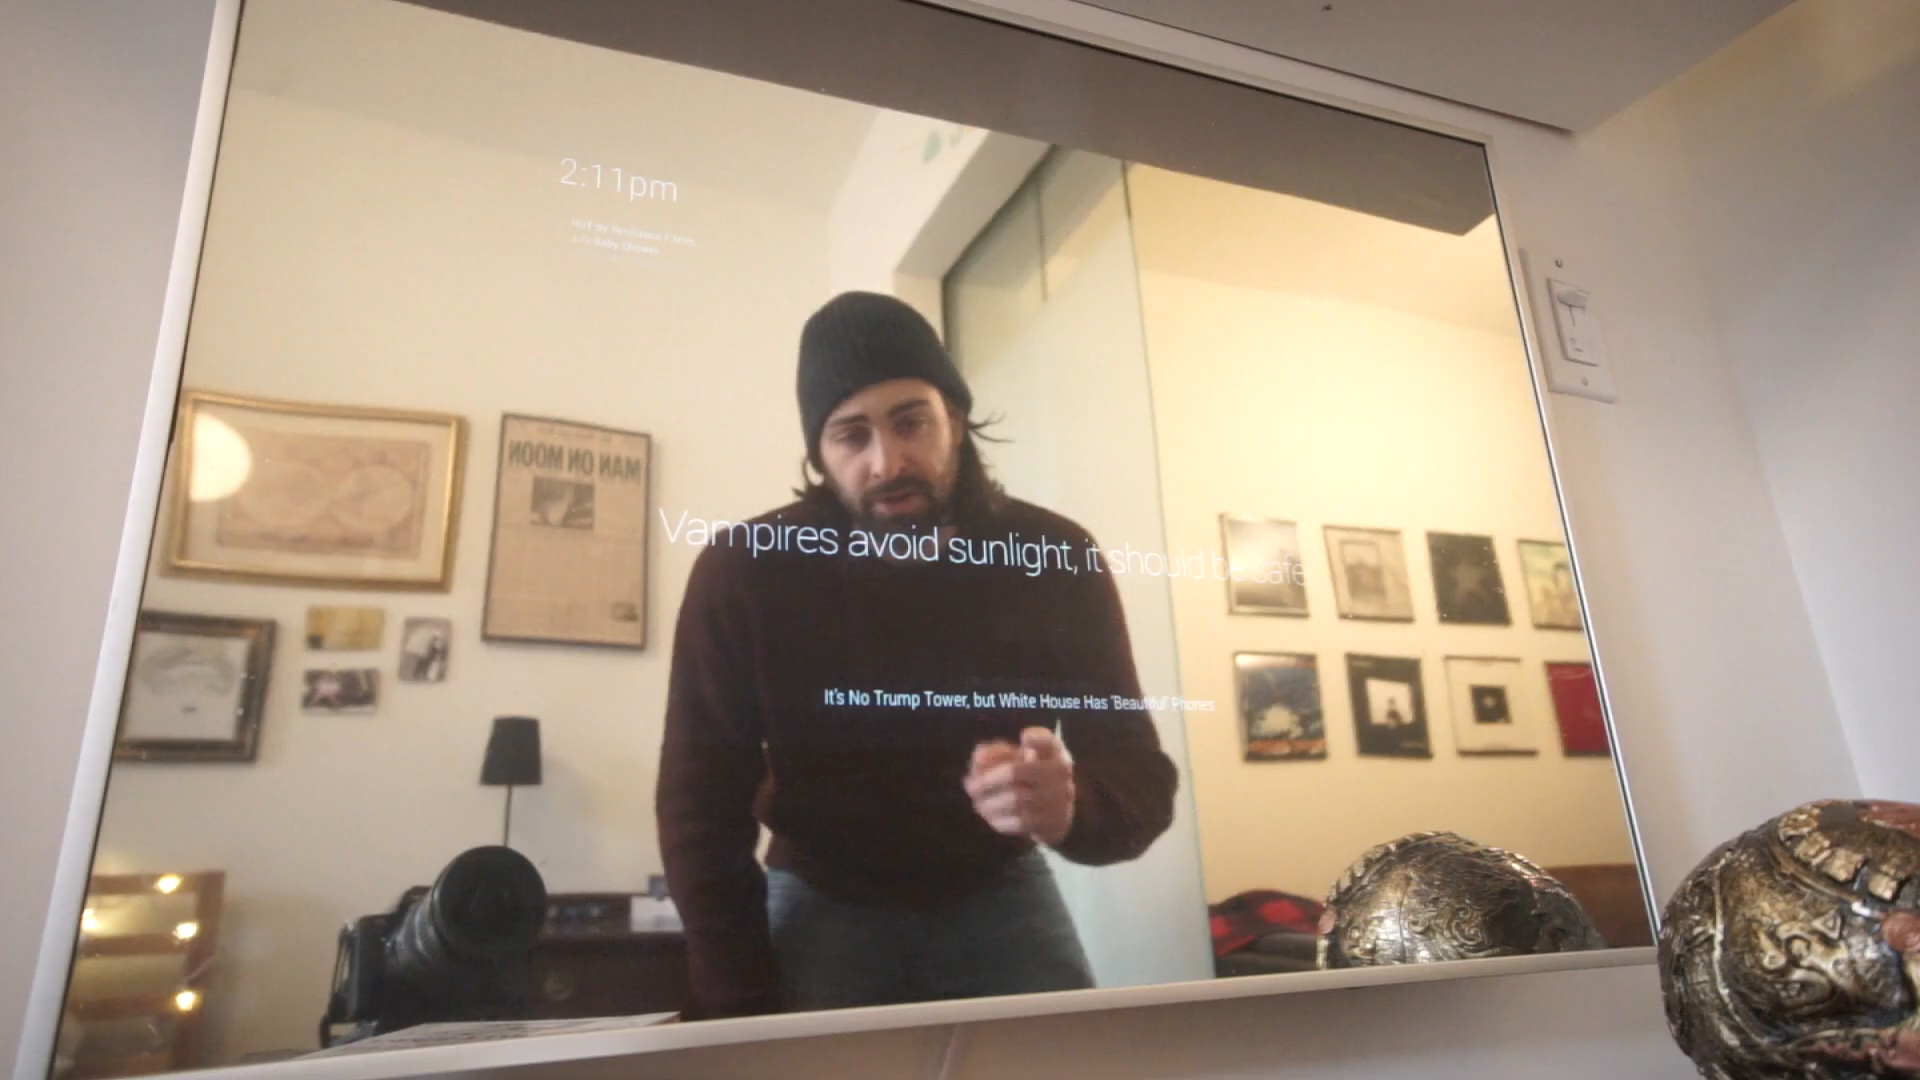 2:11pm
MAN ON MOON
Vampires avoid sunlight, it should be safe
It's No Trump Tower, but White House Has "Beautiful" Phones